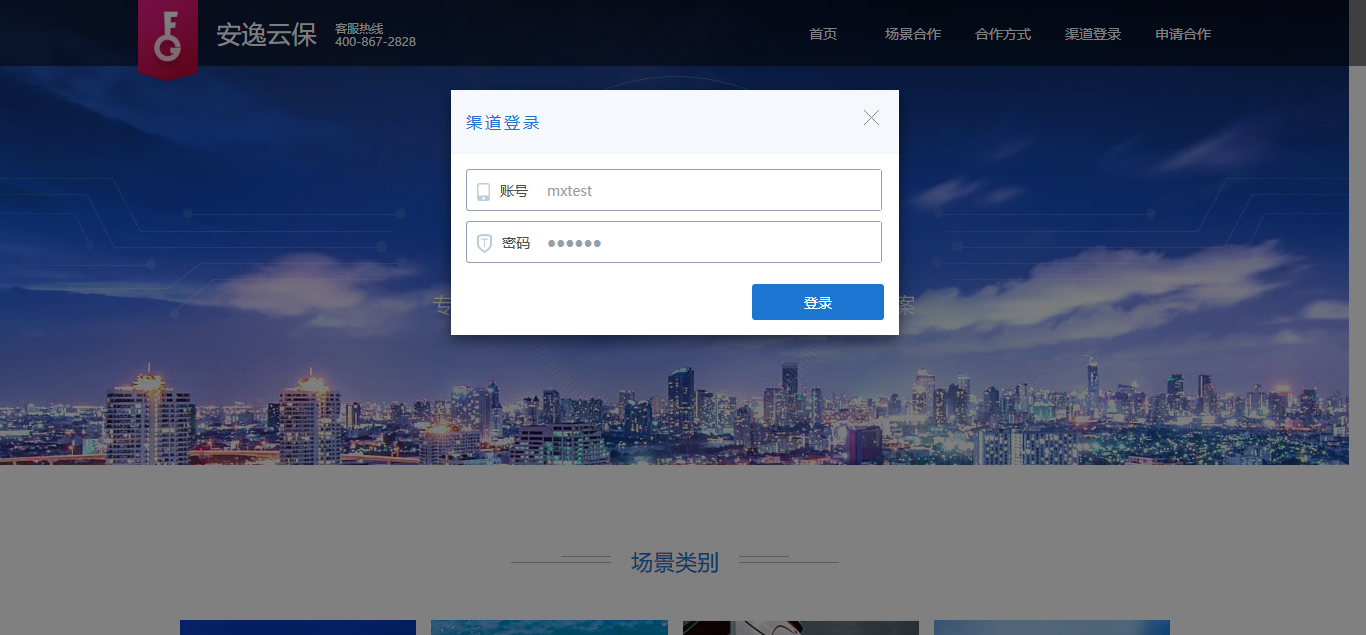 安逸云保
客服热线
400-867-2828
首页 场景合作 合作方式 渠道登录 申请合作
渠道登录
账号 mxtest
密码 ●●●●●●
登录
专
案
场景类别